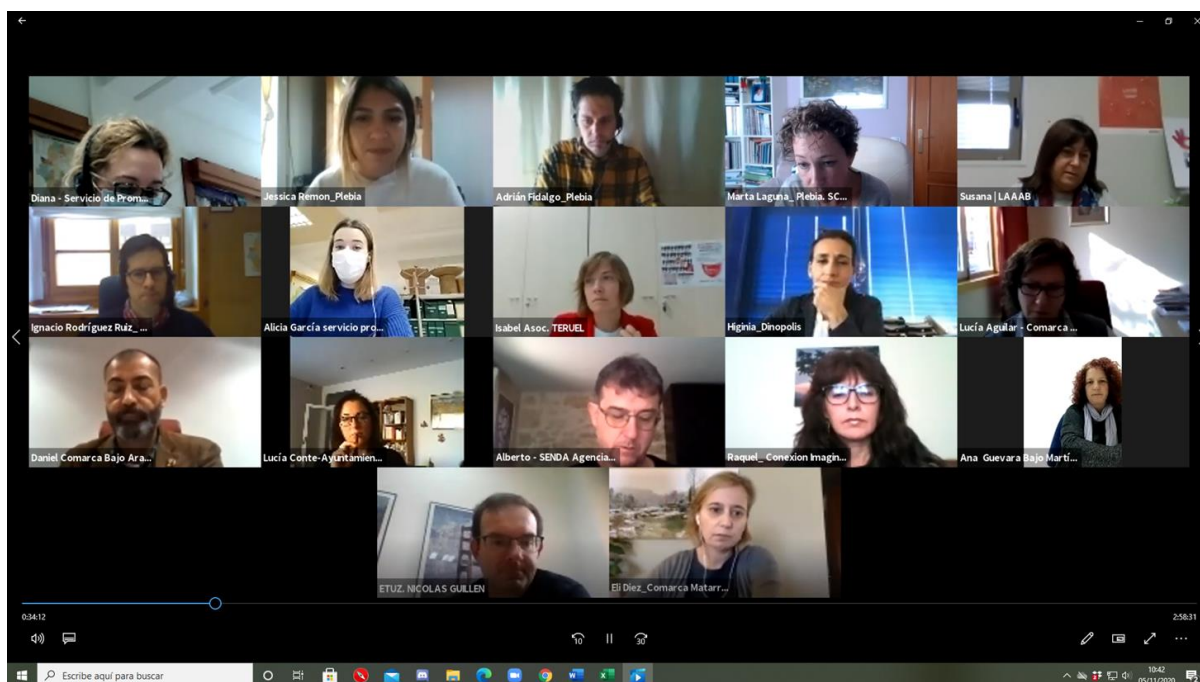 Diana - Servicio de Prom...
Jessica Remon_Plebia
Adrián Fidalgo_Plebia
Marta Laguna_ Plebia. SC...
Susana | LAAAB
Ignacio Rodríguez Ruiz_ ...
Alicia García servicio pro...
Isabel Asoc. TERUEL
Higinia_Dinopolis
Lucía Aguilar - Comarca ...
Daniel Comarca Bajo Ara...
Lucía Conte-Ayuntamien...
Alberto - SENDA Agencia...
Raquel_ Conexion Imagin...
Ana Guevara Bajo Martí...
ETUZ. NICOLAS GUILLEN
Eli Diez_Comarca Matarr...
0:34:12
2:58:31
10
30
Escribe aquí para buscar
10:42
05/11/2020